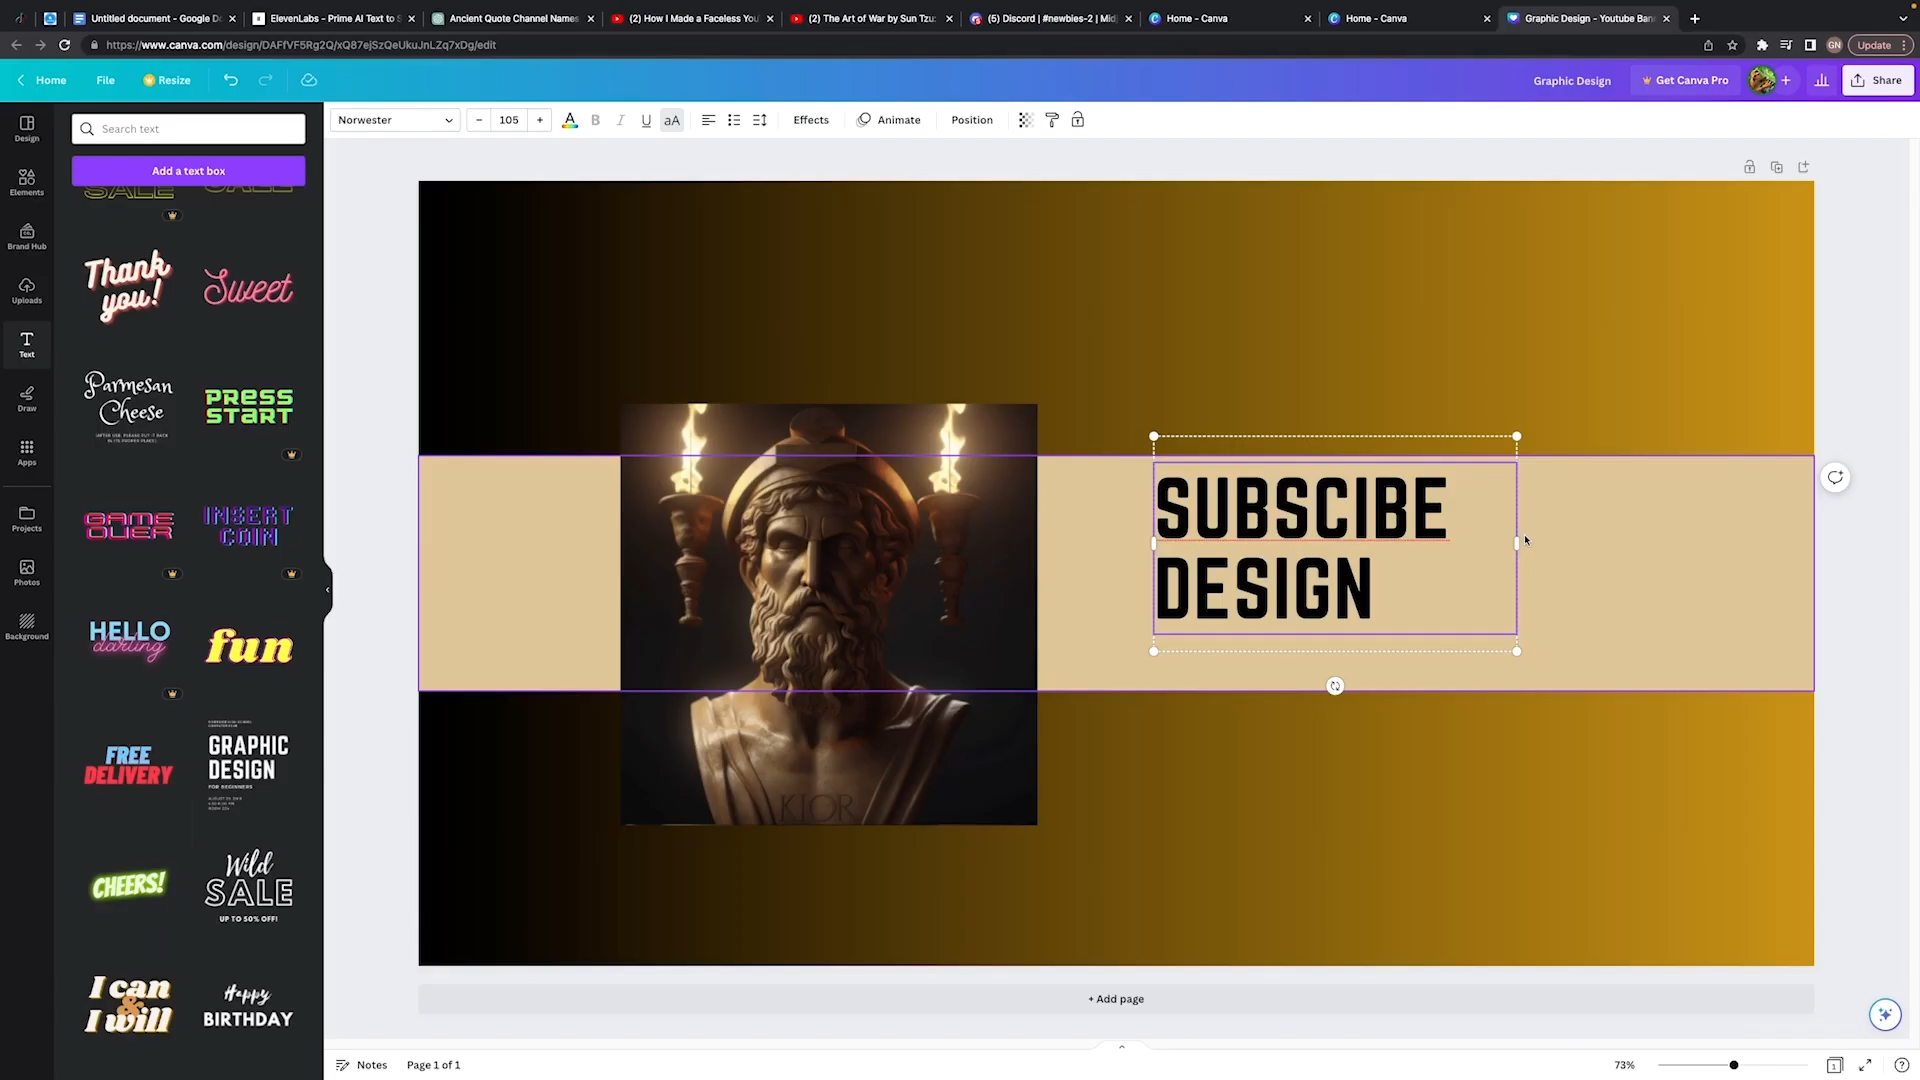 Untitled document - Google Do
ElevenLabs - Prime AI Text to S
Ancient Quote Channel Names
(2) How I Made a Faceless You
(2) The Art of War by Sun Tzu:
(5) Discord | #newbies-2 | Mid
Home - Canva
Home - Canva
Graphic Design - Youtube Ban
https://www.canva.com/design/DAFfVF5Rg2Q/xQ87ejSzQeUkuJnLZq7xDg/edit
GN
Update
Home
File
Resize
Graphic Design
Get Canva Pro
Share
Search text
Norwester
105
Effects
Animate
Position
Add a text box
Design
Elements
Brand Hub
Uploads
Text
Draw
Apps
Projects
Photos
Background
SALE
SALE
Thank you!
Sweet
Parmesan Cheese
PRESS START
GAME OVER
INSERT COIN
HELLO darling
fun
FREE DELIVERY
GRAPHIC DESIGN
FOR BEGINNERS
CHEERS!
Wild SALE
UP TO 50% OFF!
I can & I will
Happy BIRTHDAY
SUBSCIBE
DESIGN
KIOR
+ Add page
Notes
Page 1 of 1
73%
1